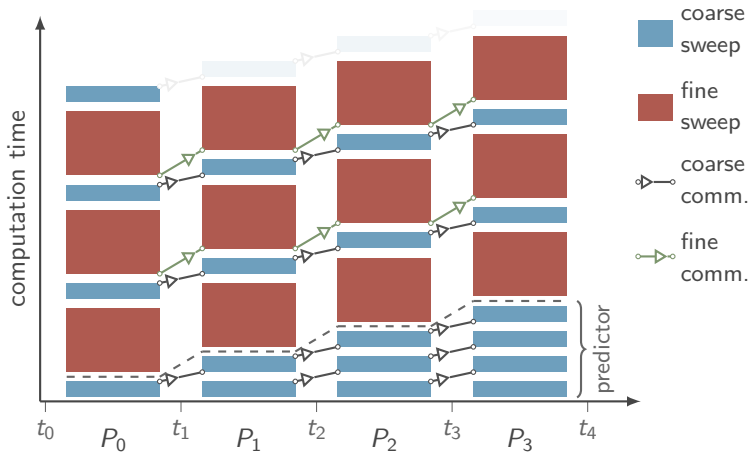 coarse
sweep
fine
sweep
coarse
comm.
fine
comm.
computation time
predictor
t₀ P₀ t₁ P₁ t₂ P₂ t₃ P₃ t₄